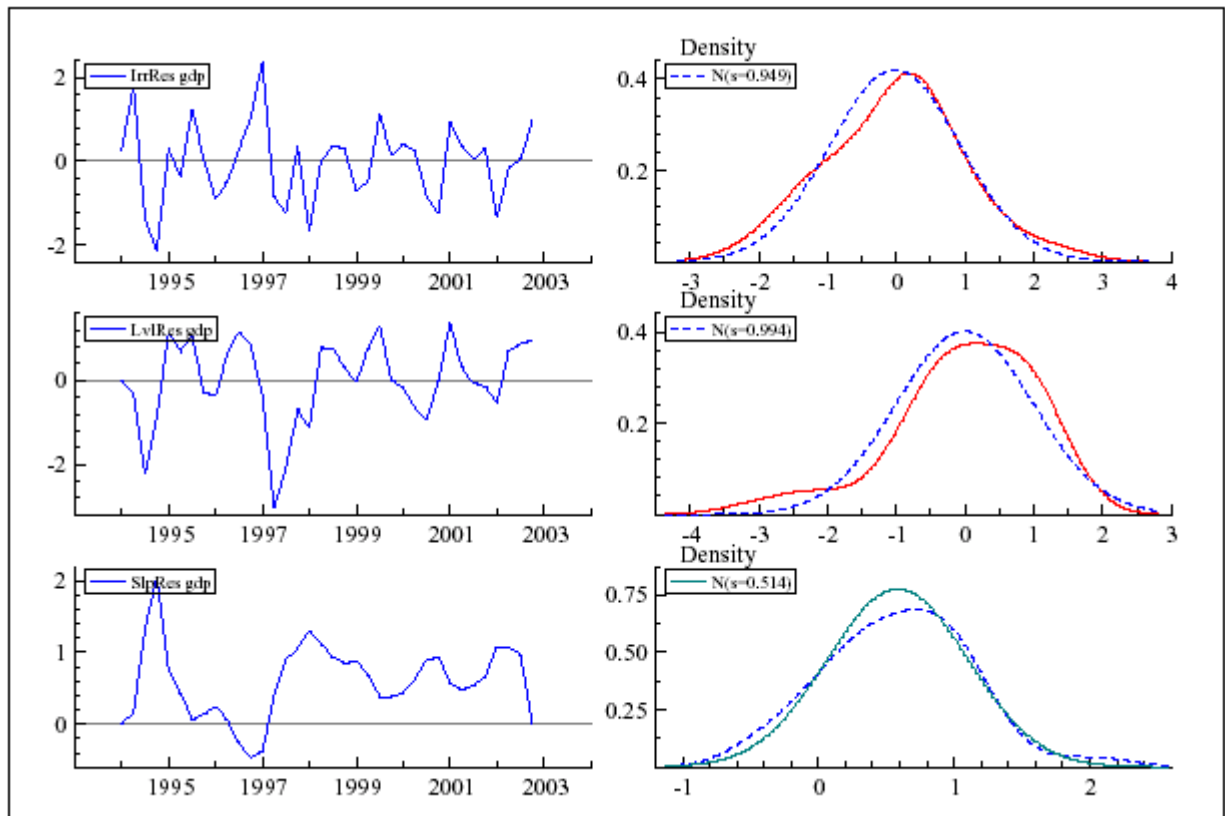 IrrRes gdp
2
0
-2
1995 1997 1999 2001 2003
Density
N(s=0.949)
0.4
0.2
-3 -2 -1 0 1 2 3 4
LvlRes gdp
0
-2
1995 1997 1999 2001 2003
Density
N(s=0.994)
0.4
0.2
-4 -3 -2 -1 0 1 2 3
SlpRes gdp
2
1
0
1995 1997 1999 2001 2003
Density
N(s=0.514)
0.75
0.50
0.25
-1 0 1 2